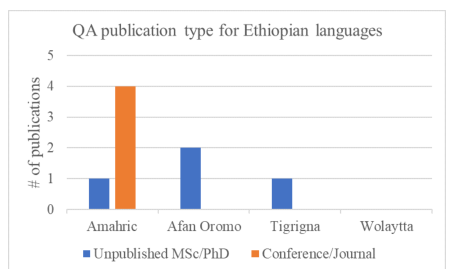 QA publication type for Ethiopian languages
# of publications
5
4
3
2
1
0
Amahric Afan Oromo Tigrigna Wolaytta
Unpublished MSc/PhD Conference/Journal